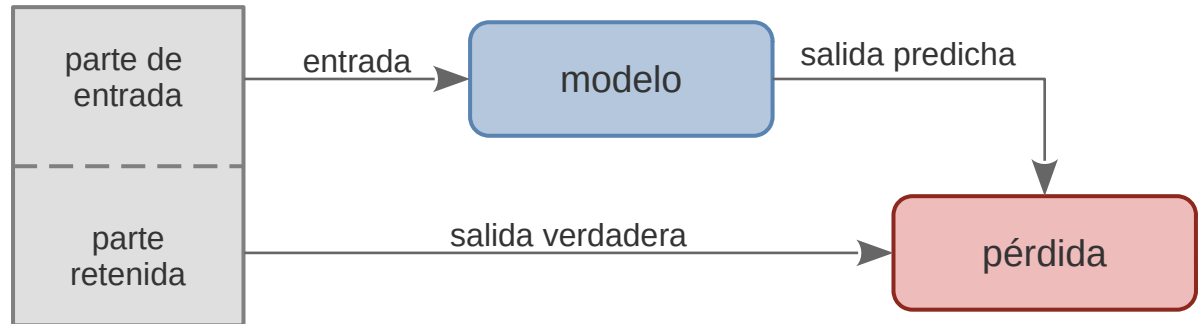 parte de
entrada
entrada
modelo
salida predicha
parte
retenida
salida verdadera
pérdida